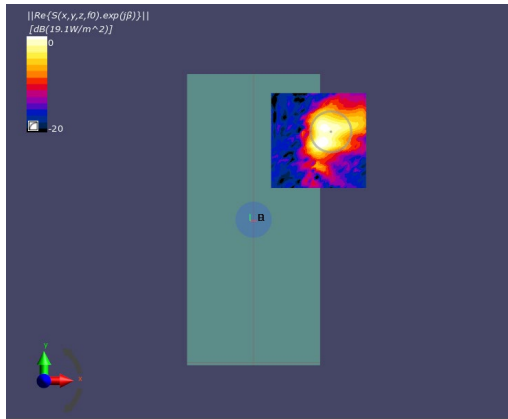 ||Re{S(x,y,z,f0).exp(jβ)}||
[dB(19.1W/m^2)]
0
-20
B
y
x